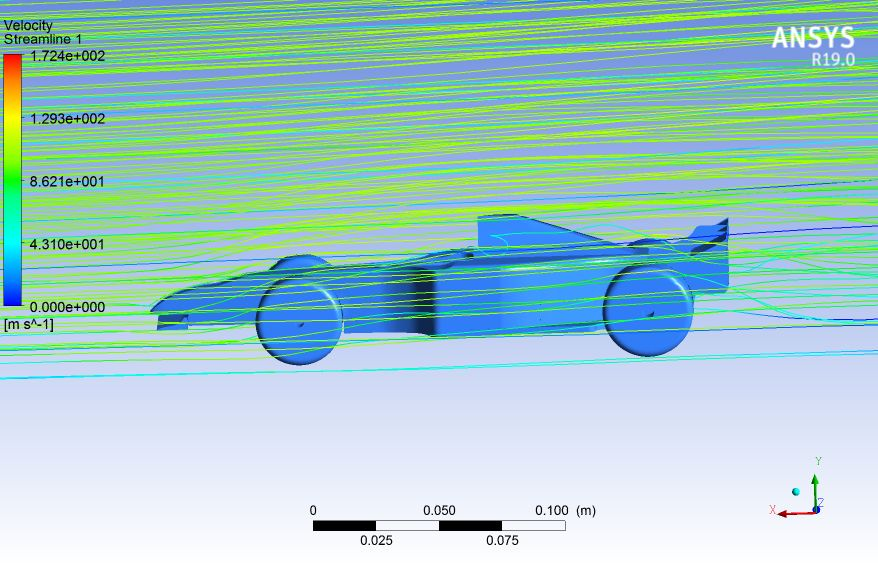 Velocity
Streamline 1
1.724e+002
1.293e+002
8.621e+001
4.310e+001
0.000e+000
[m s^-1]
ANSYS
R19.0
0 0.050 0.100 (m)
0.025 0.075
Y
X Z